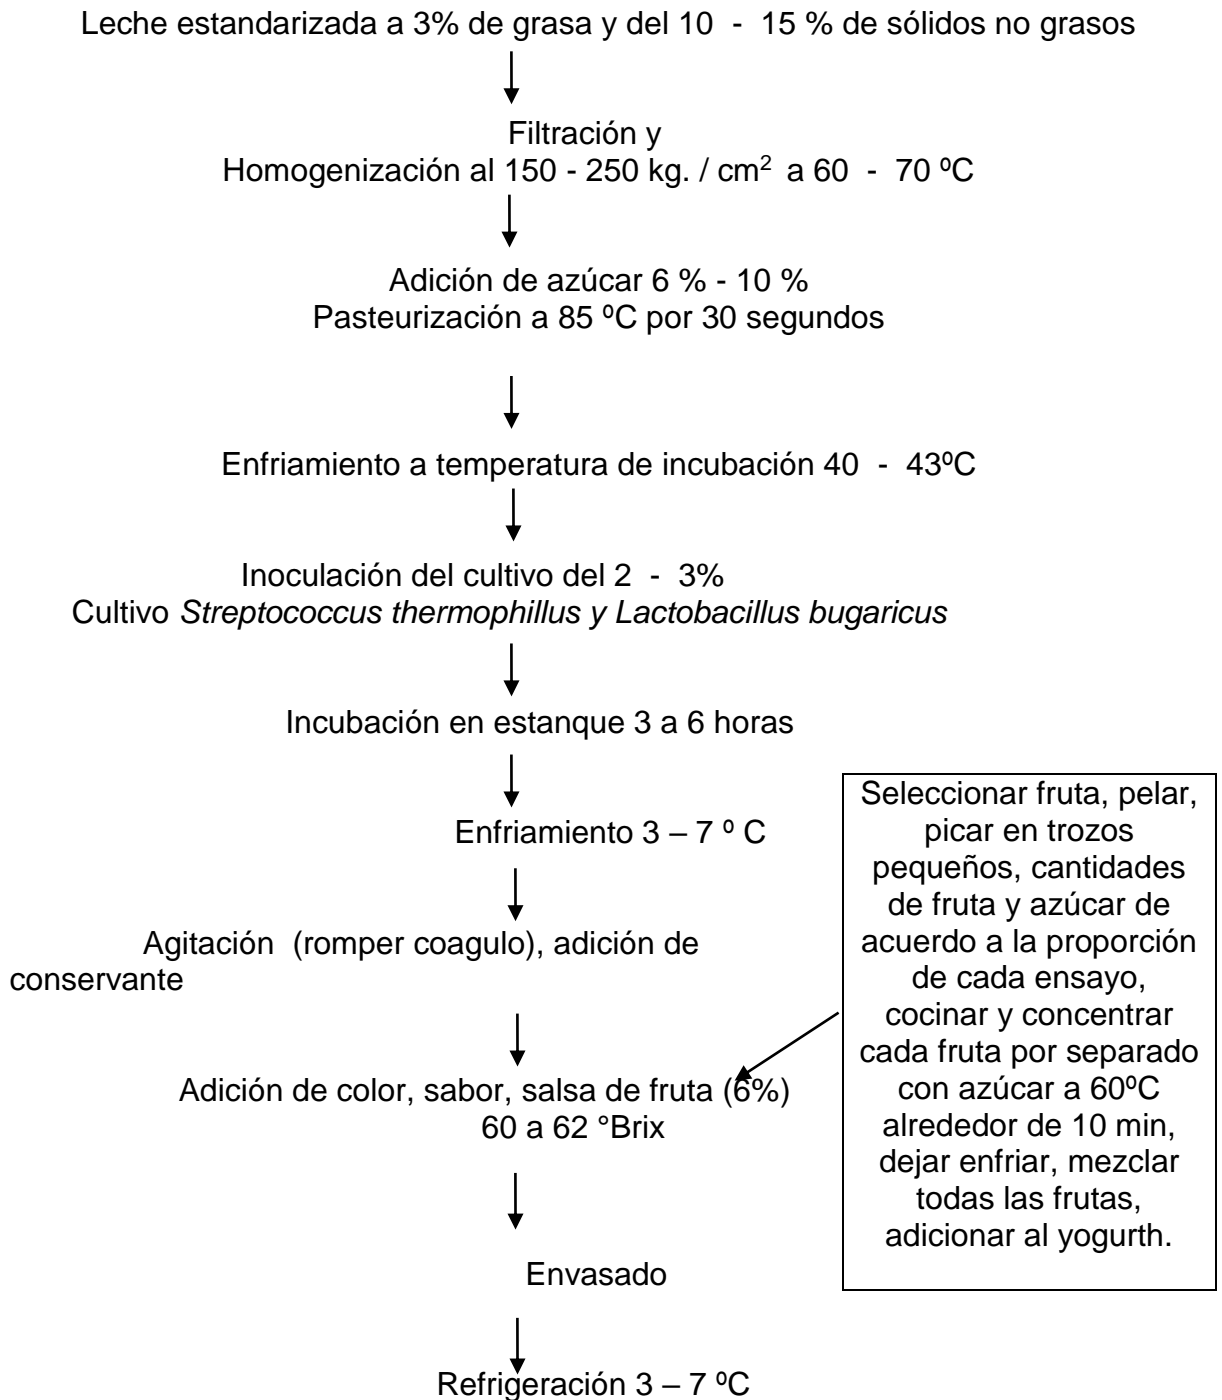 Leche estandarizada a 3% de grasa y del 10 - 15 % de sólidos no grasos
Filtración y
Homogenización al 150 - 250 kg. / cm² a 60 - 70 ºC
Adición de azúcar 6 % - 10 %
Pasteurización a 85 ºC por 30 segundos
Enfriamiento a temperatura de incubación 40 - 43ºC
Inoculación del cultivo del 2 - 3%
Cultivo Streptococcus thermophillus y Lactobacillus bugaricus
Incubación en estanque 3 a 6 horas
Enfriamiento 3 – 7 º C
Agitación (romper coagulo), adición de
conservante
Adición de color, sabor, salsa de fruta (6%)
60 a 62 °Brix
Envasado
Refrigeración 3 – 7 ºC
Seleccionar fruta, pelar,
picar en trozos
pequeños, cantidades
de fruta y azúcar de
acuerdo a la proporción
de cada ensayo,
cocinar y concentrar
cada fruta por separado
con azúcar a 60ºC
alrededor de 10 min,
dejar enfriar, mezclar
todas las frutas,
adicionar al yogurth.